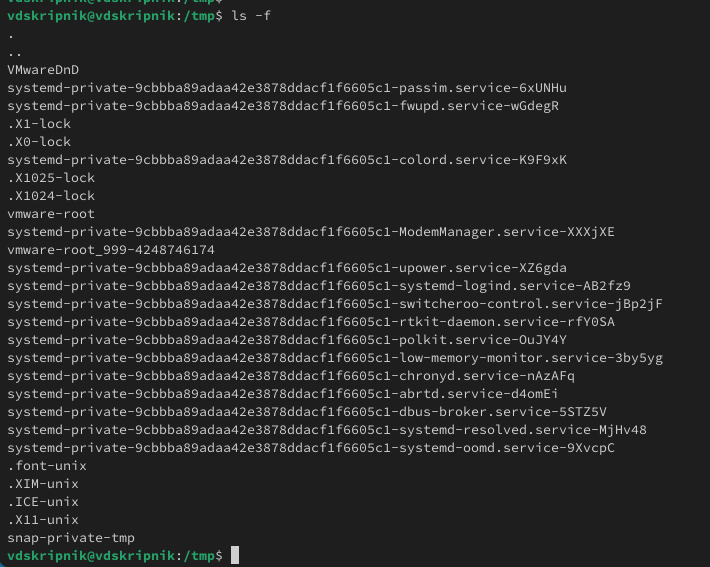 vdskripnik@vdskripnik:/tmp$
vdskripnik@vdskripnik:/tmp$ ls -f
.
..
VMwareDnD
systemd-private-9cbbba89adaa42e3878ddacf1f6605c1-passim.service-6xUNHu
systemd-private-9cbbba89adaa42e3878ddacf1f6605c1-fwupd.service-wGdegR
.X1-lock
.X0-lock
systemd-private-9cbbba89adaa42e3878ddacf1f6605c1-colord.service-K9F9xK
.X1025-lock
.X1024-lock
vmware-root
systemd-private-9cbbba89adaa42e3878ddacf1f6605c1-ModemManager.service-XXXjXE
vmware-root_999-4248746174
systemd-private-9cbbba89adaa42e3878ddacf1f6605c1-upower.service-XZ6gda
systemd-private-9cbbba89adaa42e3878ddacf1f6605c1-systemd-logind.service-AB2fz9
systemd-private-9cbbba89adaa42e3878ddacf1f6605c1-switcheroo-control.service-jBp2jF
systemd-private-9cbbba89adaa42e3878ddacf1f6605c1-rtkit-daemon.service-rfY0SA
systemd-private-9cbbba89adaa42e3878ddacf1f6605c1-polkit.service-OuJY4Y
systemd-private-9cbbba89adaa42e3878ddacf1f6605c1-low-memory-monitor.service-3by5yg
systemd-private-9cbbba89adaa42e3878ddacf1f6605c1-chronyd.service-nAzAFq
systemd-private-9cbbba89adaa42e3878ddacf1f6605c1-abrtd.service-d4omEi
systemd-private-9cbbba89adaa42e3878ddacf1f6605c1-dbus-broker.service-5STZ5V
systemd-private-9cbbba89adaa42e3878ddacf1f6605c1-systemd-resolved.service-MjHv48
systemd-private-9cbbba89adaa42e3878ddacf1f6605c1-systemd-oomd.service-9XvcpC
.font-unix
.XIM-unix
.ICE-unix
.X11-unix
snap-private-tmp
vdskripnik@vdskripnik:/tmp$